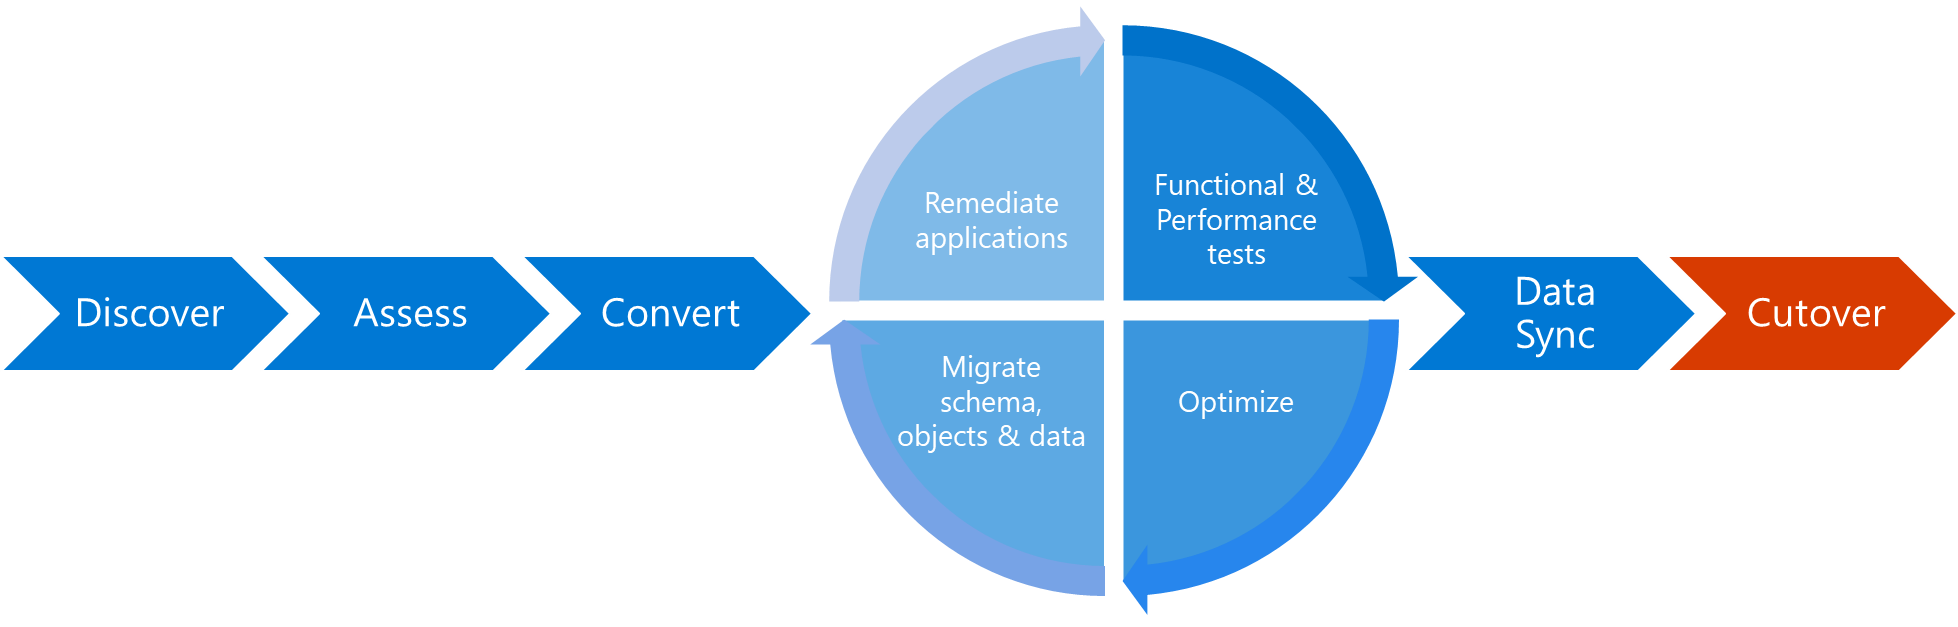 Discover
Assess
Convert
Remediate
applications
Functional &
Performance
tests
Migrate
schema,
objects & data
Optimize
Data
Sync
Cutover